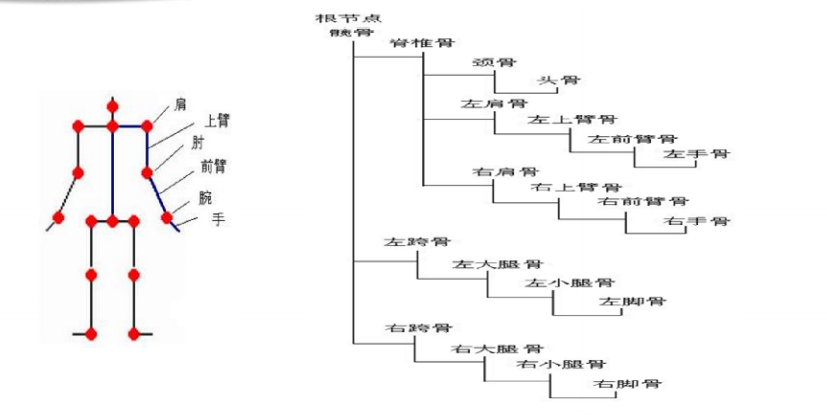 肩
上臂
肘
前臂
腕
手
根节点
髋骨
脊椎骨
颈骨
头骨
左肩骨
左上臂骨
左前臂骨
左手骨
右肩骨
右上臂骨
右前臂骨
右手骨
左跨骨
左大腿骨
左小腿骨
左脚骨
右跨骨
右大腿骨
右小腿骨
右脚骨